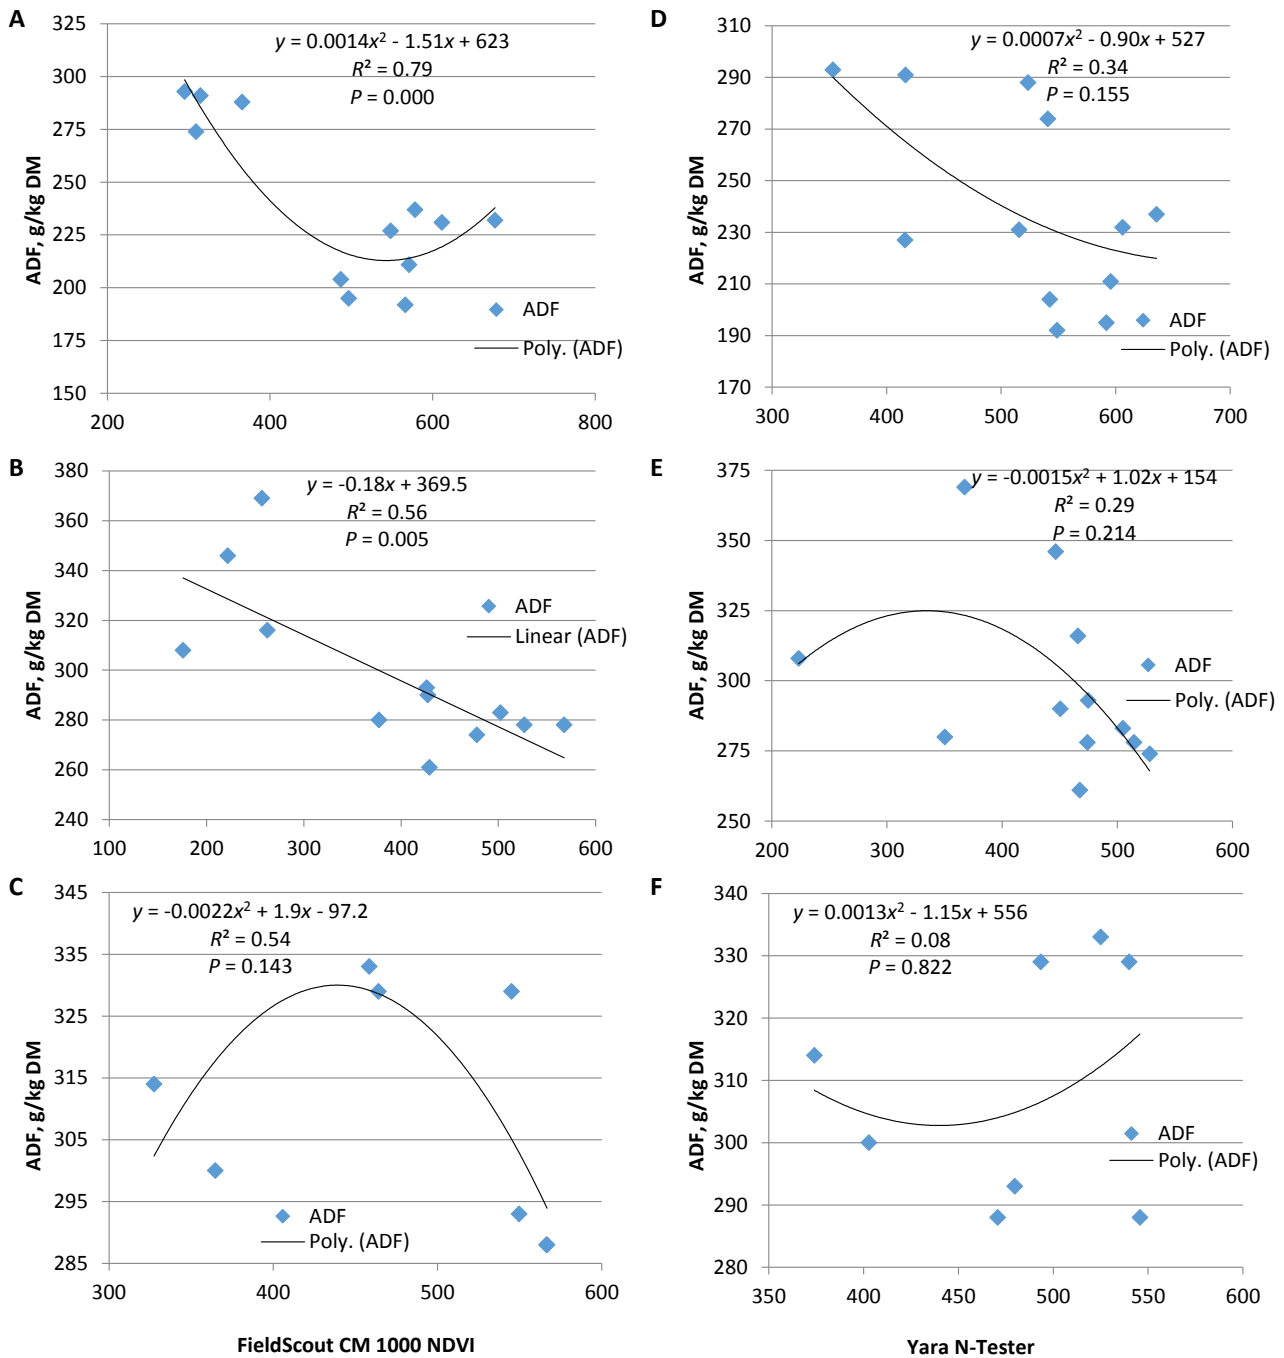 A
y = 0.0014x² - 1.51x + 623
R² = 0.79
P = 0.000
325
300
275
250
225
200
175
150
200
400
600
800
ADF, g/kg DM
ADF
Poly. (ADF)
D
y = 0.0007x² - 0.90x + 527
R² = 0.34
P = 0.155
310
290
270
250
230
210
190
170
300
400
500
600
700
ADF, g/kg DM
ADF
Poly. (ADF)
B
y = -0.18x + 369.5
R² = 0.56
P = 0.005
380
360
340
320
300
280
260
240
100
200
300
400
500
600
ADF, g/kg DM
ADF
Linear (ADF)
E
y = -0.0015x² + 1.02x + 154
R² = 0.29
P = 0.214
375
350
325
300
275
250
200
300
400
500
600
ADF, g/kg DM
ADF
Poly. (ADF)
C
y = -0.0022x² + 1.9x - 97.2
R² = 0.54
P = 0.143
345
335
325
315
305
295
285
300
400
500
600
ADF, g/kg DM
ADF
Poly. (ADF)
FieldScout CM 1000 NDVI
F
y = 0.0013x² - 1.15x + 556
R² = 0.08
P = 0.822
340
330
320
310
300
290
280
350
400
450
500
550
600
ADF, g/kg DM
ADF
Poly. (ADF)
Yara N-Tester